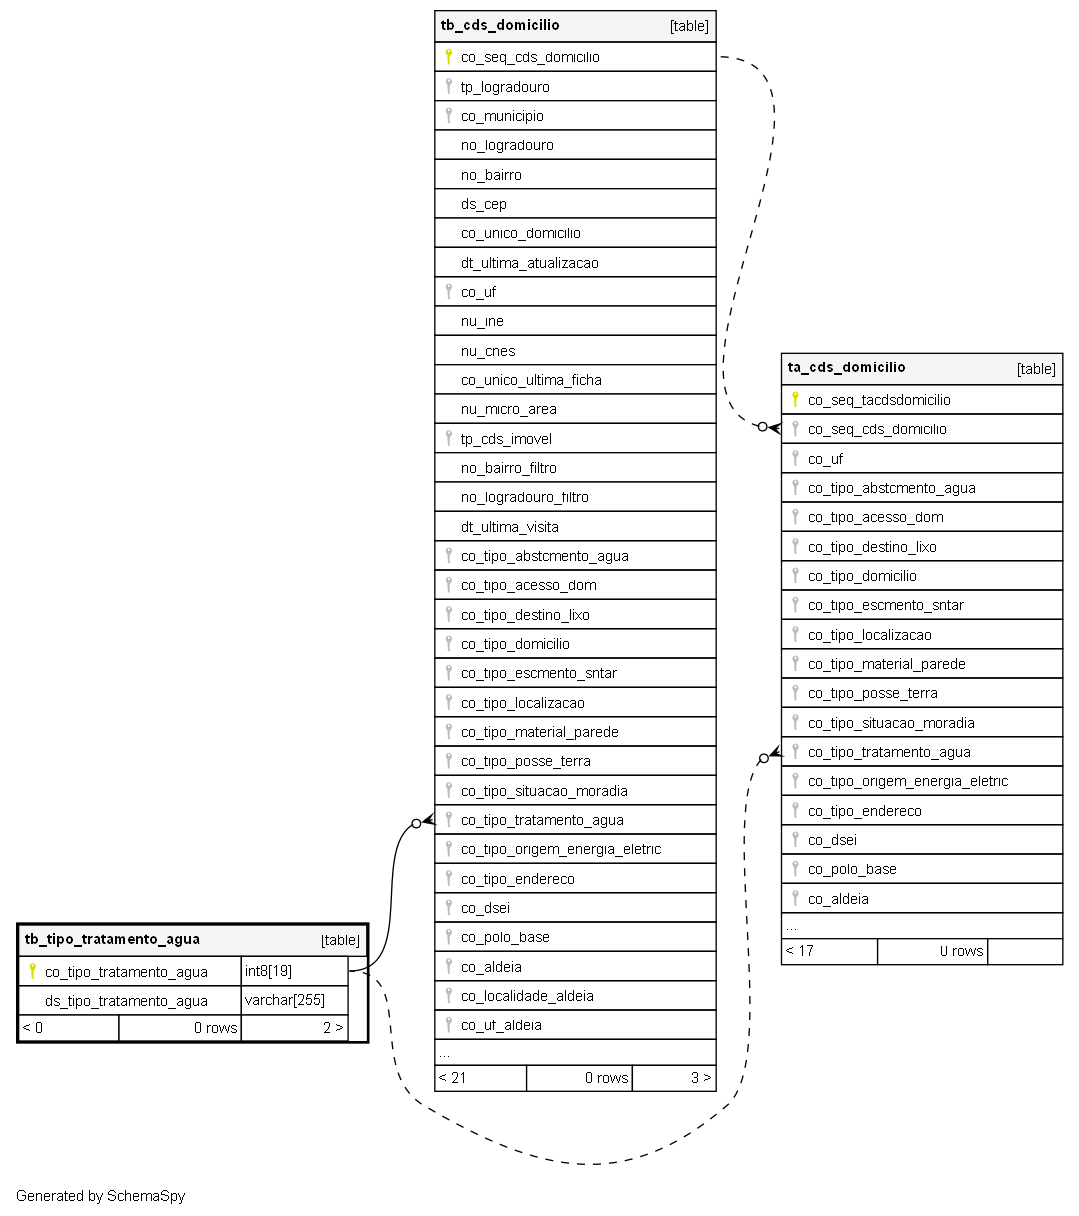 tb_cds_domicilio [table]
co_seq_cds_domicilio
tp_logradouro
co_municipio
no_logradouro
no_bairro
ds_cep
co_unico_domicilio
dt_ultima_atualizacao
co_uf
nu_ine
nu_cnes
co_unico_ultima_ficha
nu_micro_area
tp_cds_imovel
no_bairro_filtro
no_logradouro_filtro
dt_ultima_visita
co_tipo_abstcmento_agua
co_tipo_acesso_dom
co_tipo_destino_lixo
co_tipo_domicilio
co_tipo_escmento_sntar
co_tipo_localizacao
co_tipo_material_parede
co_tipo_posse_terra
co_tipo_situacao_moradia
co_tipo_tratamento_agua
co_tipo_origem_energia_eletric
co_tipo_endereco
co_dsei
co_polo_base
co_aldeia
co_localidade_aldeia
co_uf_aldeia
...
< 21 0 rows 3 >
ta_cds_domicilio [table]
co_seq_tacdsdomicilio
co_seq_cds_domicilio
co_uf
co_tipo_abstcmento_agua
co_tipo_acesso_dom
co_tipo_destino_lixo
co_tipo_domicilio
co_tipo_escmento_sntar
co_tipo_localizacao
co_tipo_material_parede
co_tipo_posse_terra
co_tipo_situacao_moradia
co_tipo_tratamento_agua
co_tipo_origem_energia_eletric
co_tipo_endereco
co_dsei
co_polo_base
co_aldeia
...
< 17 0 rows
tb_tipo_tratamento_agua [table]
co_tipo_tratamento_agua int8[19]
ds_tipo_tratamento_agua varchar[255]
< 0 0 rows 2 >
Generated by SchemaSpy